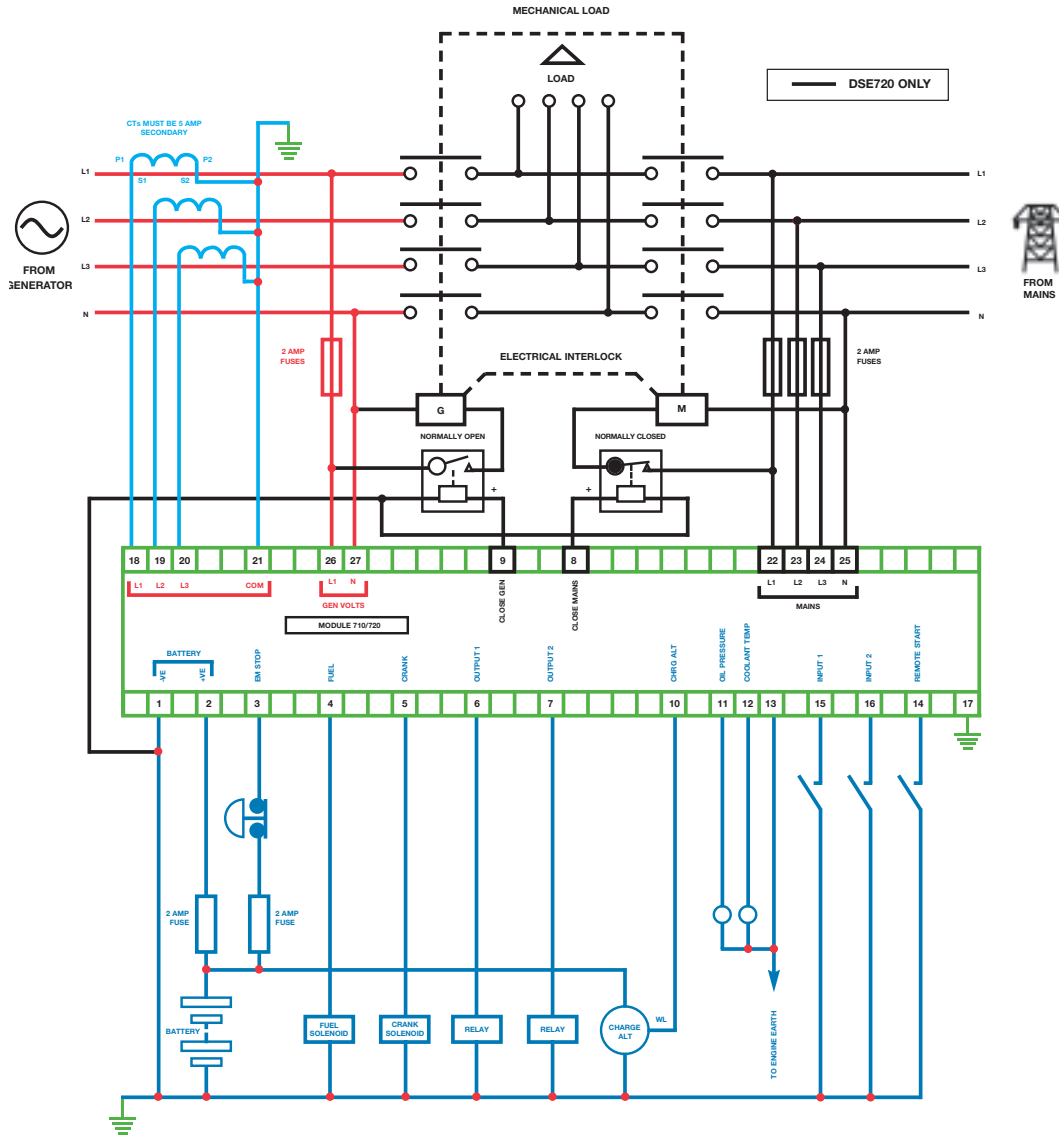 MECHANICAL LOAD
LOAD
DSE720 ONLY
CTs MUST BE 5 AMP
SECONDARY
P1
P2
S1
S2
L1
L1
L2
L2
L3
L3
N
N
FROM
GENERATOR
FROM
MAINS
2 AMP
FUSES
ELECTRICAL INTERLOCK
2 AMP
FUSES
G
M
NORMALLY OPEN
NORMALLY CLOSED
+
+
18 19 20 21 26 27 9 8 22 23 24 25
L1 L2 L3 COM L1 N L1 L2 L3 N
GEN VOLTS
CLOSE GEN
CLOSE MAINS
MAINS
MODULE 710/720
BATTERY
-VE
+VE
EM STOP
FUEL
CRANK
OUTPUT 1
OUTPUT 2
CHRG ALT
OIL PRESSURE
COOLANT TEMP
INPUT 1
INPUT 2
REMOTE START
1 2 3 4 5 6 7 10 11 12 13 15 16 14 17
2 AMP
FUSE
2 AMP
FUSE
BATTERY
FUEL
SOLENOID
CRANK
SOLENOID
RELAY
RELAY
CHARGE
ALT
WL
TO ENGINE EARTH